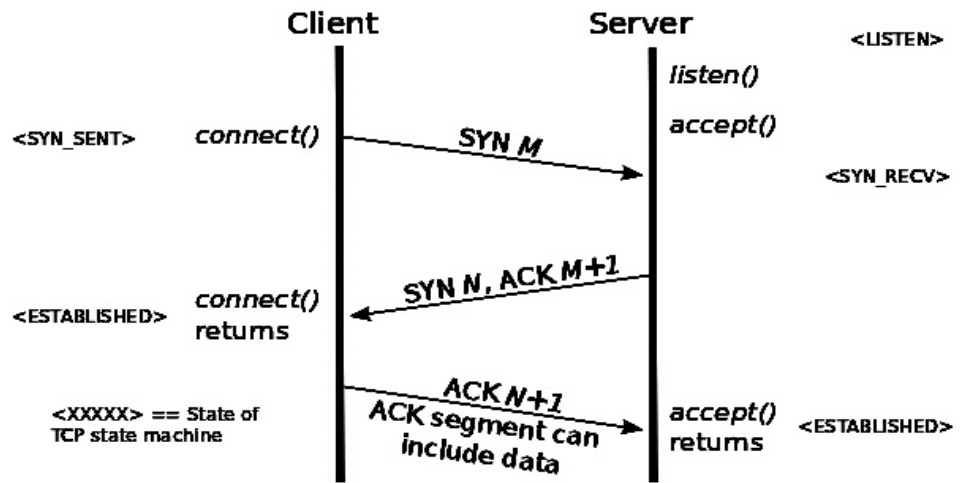 Client
Server
<LISTEN>
listen()
<SYN_SENT>
connect()
SYN M
accept()
<SYN_RECV>
SYN N, ACK M+1
<ESTABLISHED>
connect()
returns
ACK N+1
ACK segment can
include data
accept()
returns
<ESTABLISHED>
<XXXXX> == State of
TCP state machine